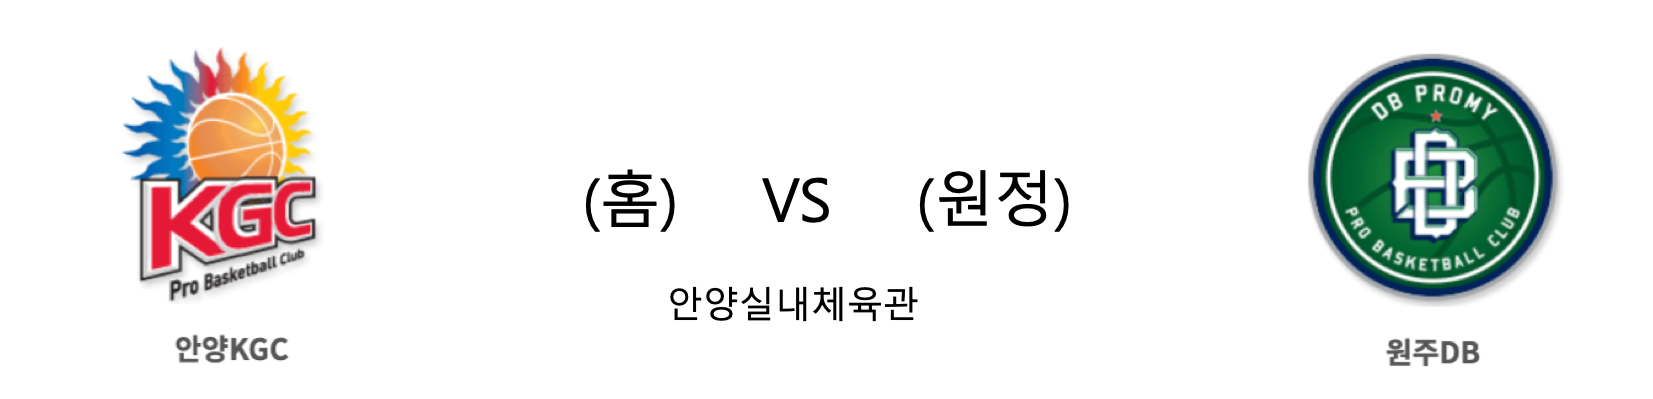 KGC
Pro Basketball Club
안양KGC
(홈) VS (원정)
안양실내체육관
DB PROMY
DB
PRO BASKETBALL CLUB
원주DB